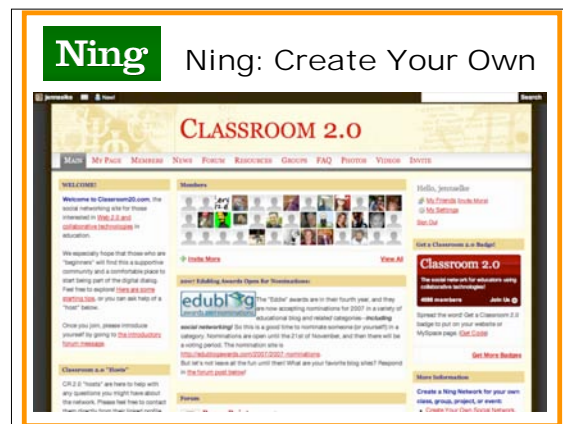 Ning
Ning: Create Your Own
jennuelke New!
Search
CLASSROOM 2.0
MAIN MY PAGE MEMBERS NEWS FORUM RESOURCES GROUPS FAQ PHOTOS VIDEOS INVITE
WELCOME!
Welcome to Classroom20.com, the
social networking site for those
interested in Web 2.0 and
collaborative technologies in
education.
We especially hope that those who are
"beginners" will find this a supportive
community and a comfortable place to
start being part of the digital dialog.
Feel free to explore! Here are some
starting tips, or you can ask help of a
"host" below.
Once you join, please introduce
yourself by going to the introductory
forum message.
Classroom 2.0 "Hosts"
CR 2.0 "hosts" are here to help with
any questions you might have about
the network. Please feel free to contact
them directly from their linked profile
Members
Invite More
View All
2007 Edublog Awards Open for Nominations:
edublog
awards
The "Eddie" awards are in their fourth year, and they
are now accepting nominations for 2007 in a variety of
educational blog and related categories -including
social networking! So this is a good time to nominate someone (or yourself) in a
category. Nominations are open until the 21st of November, and then there will be
a voting period. The nomination site is
http://edublogawards.com/2007/2007-nominations.
But let's not leave all the fun until then! What are your favorite blog sites? Respond
in the forum post below!
Forum
Hello, jennuelke
My Friends Invite More!
My Settings
Sign Out
Get a Classroom 2.0 Badge!
Classroom 2.0
The social network for educators using
collaborative technologies!
4698 members
Join Us
Spread the word! Get a Classroom 2.0
badge to put on your website or
MySpace page. (Get Code)
Get More Badges
More Information
Create a Ning Network for your own
class, group, project, or event:
Create Your Own Social Network